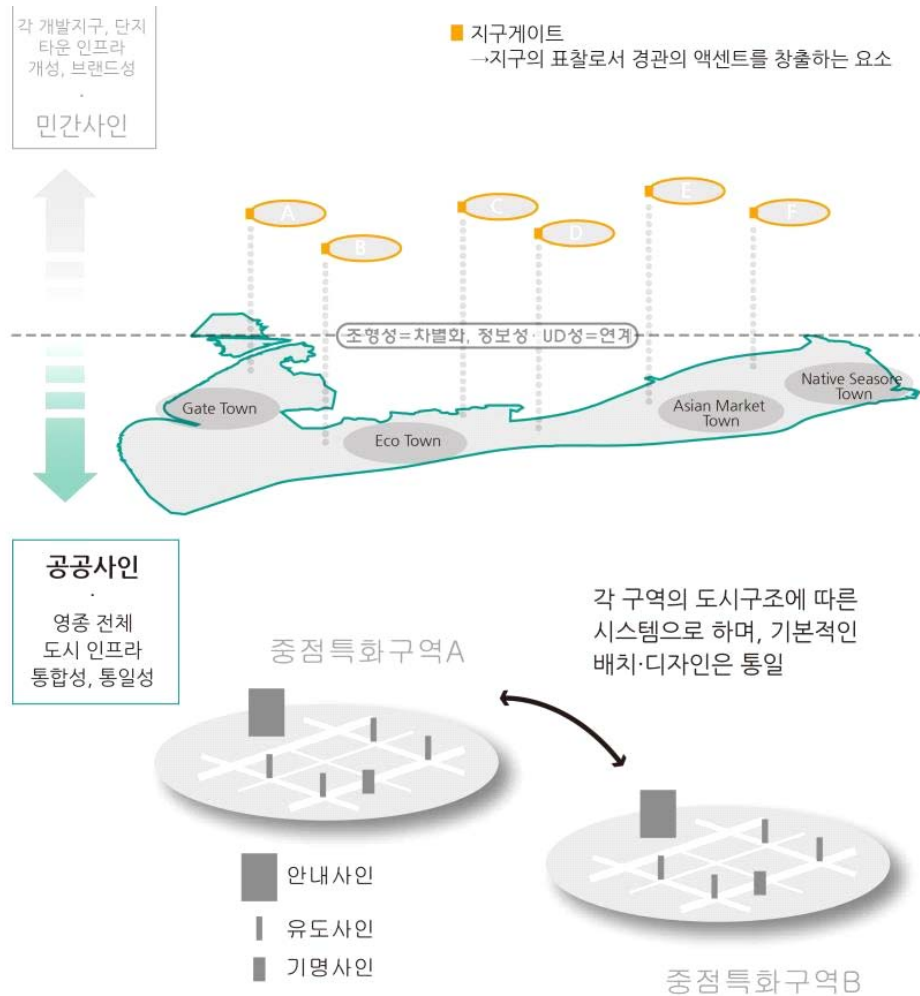 각 개발지구, 단지
타운 인프라
개성, 브랜드성
·
민간사인
지구게이트
→지구의 표찰로서 경관의 액센트를 창출하는 요소
A
B
C
D
E
F
조형성=차별화, 정보성·UD성=연계
Gate Town
Eco Town
Asian Market
Town
Native Seasore
Town
공공사인
·
영종 전체
도시 인프라
통합성, 통일성
각 구역의 도시구조에 따른
시스템으로 하며, 기본적인
배치·디자인은 통일
중점특화구역A
안내사인
유도사인
기명사인
중점특화구역B